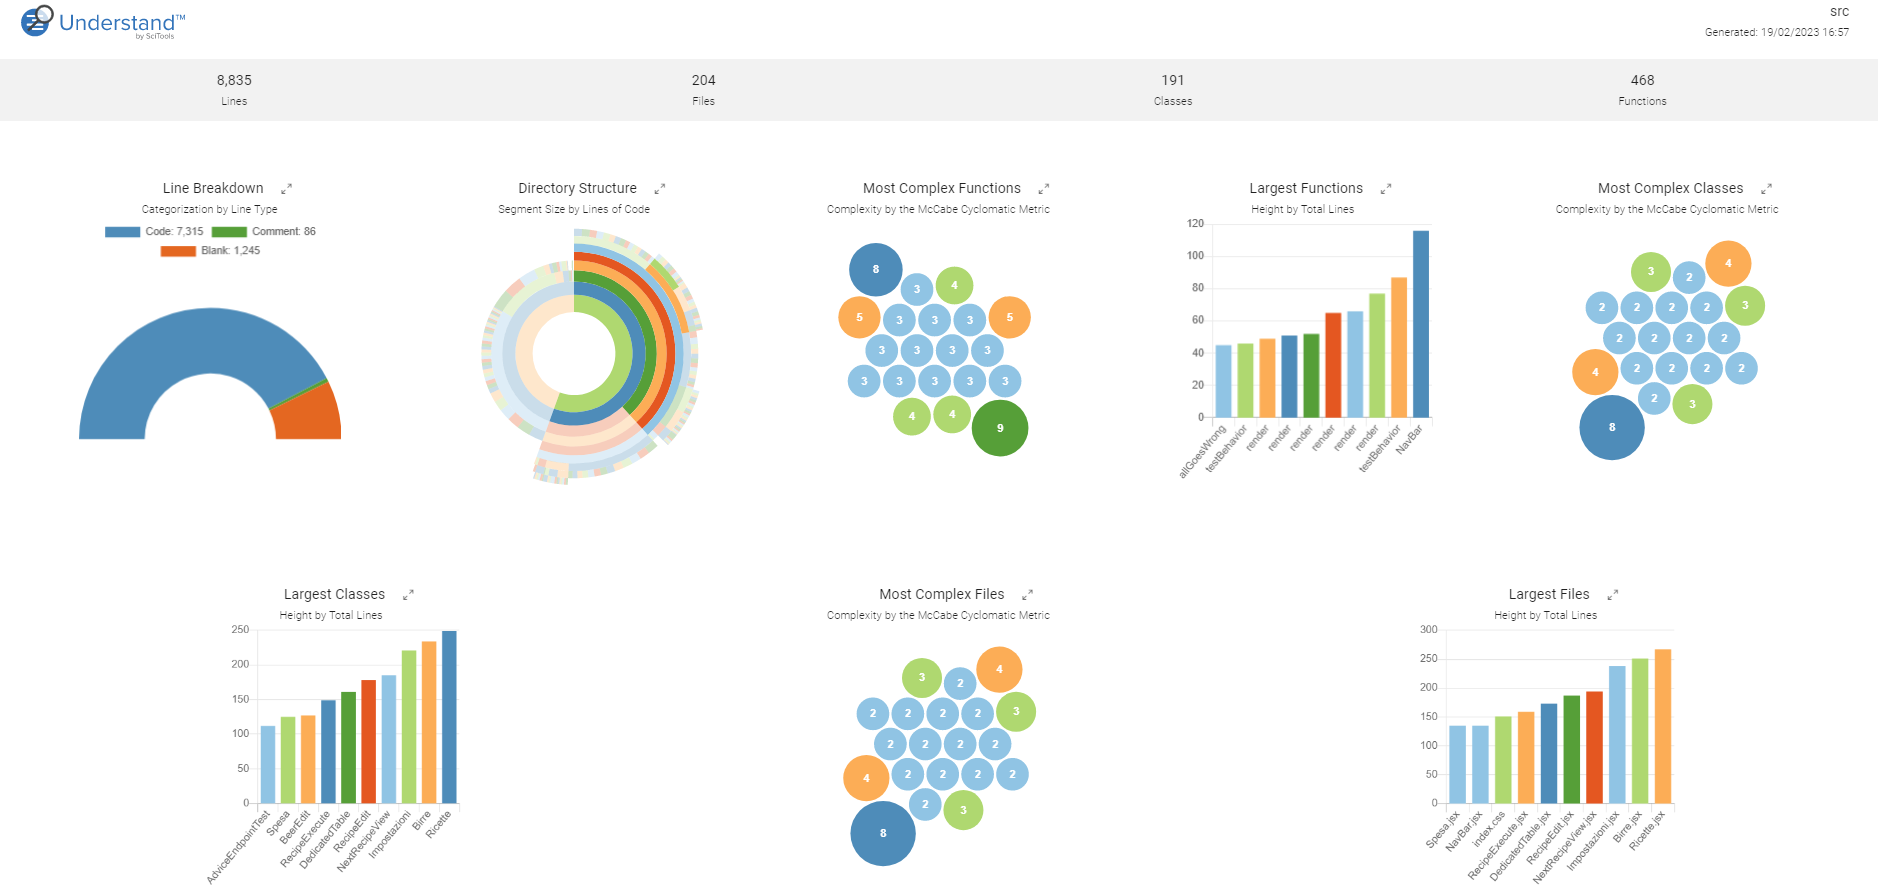 Understand™
by SciTools
src
Generated: 19/02/2023 16:57
8,835
Lines
204
Files
191
Classes
468
Functions
Line Breakdown
Categorization by Line Type
Code: 7,315
Comment: 86
Blank: 1,245
Directory Structure
Segment Size by Lines of Code
Most Complex Functions
Complexity by the McCabe Cyclomatic Metric
8
3
4
5
3
3
3
5
3
3
3
3
3
3
3
3
3
4
4
9
Largest Functions
Height by Total Lines
120
100
80
60
40
20
0
allGoesWrong
testBehavior
render
render
render
render
render
render
testBehavior
NavBar
Most Complex Classes
Complexity by the McCabe Cyclomatic Metric
3
2
4
2
2
2
2
3
2
2
2
2
4
2
2
2
2
2
3
8
Largest Classes
Height by Total Lines
250
200
150
100
50
0
AdviceEndpointTest
Spesa
BeerEdit
RecipeExecute
DedicatedTable
RecipeEdit
NextRecipeView
Impostazioni
Birre
Ricette
Most Complex Files
Complexity by the McCabe Cyclomatic Metric
3
2
4
2
2
2
2
3
2
2
2
2
4
2
2
2
2
2
3
8
Largest Files
Height by Total Lines
300
250
200
150
100
50
0
Spesa.jsx
NavBar.jsx
index.css
RecipeExecute.jsx
DedicatedTable.jsx
RecipeEdit.jsx
NextRecipeView.jsx
Impostazioni.jsx
Birre.jsx
Ricette.jsx